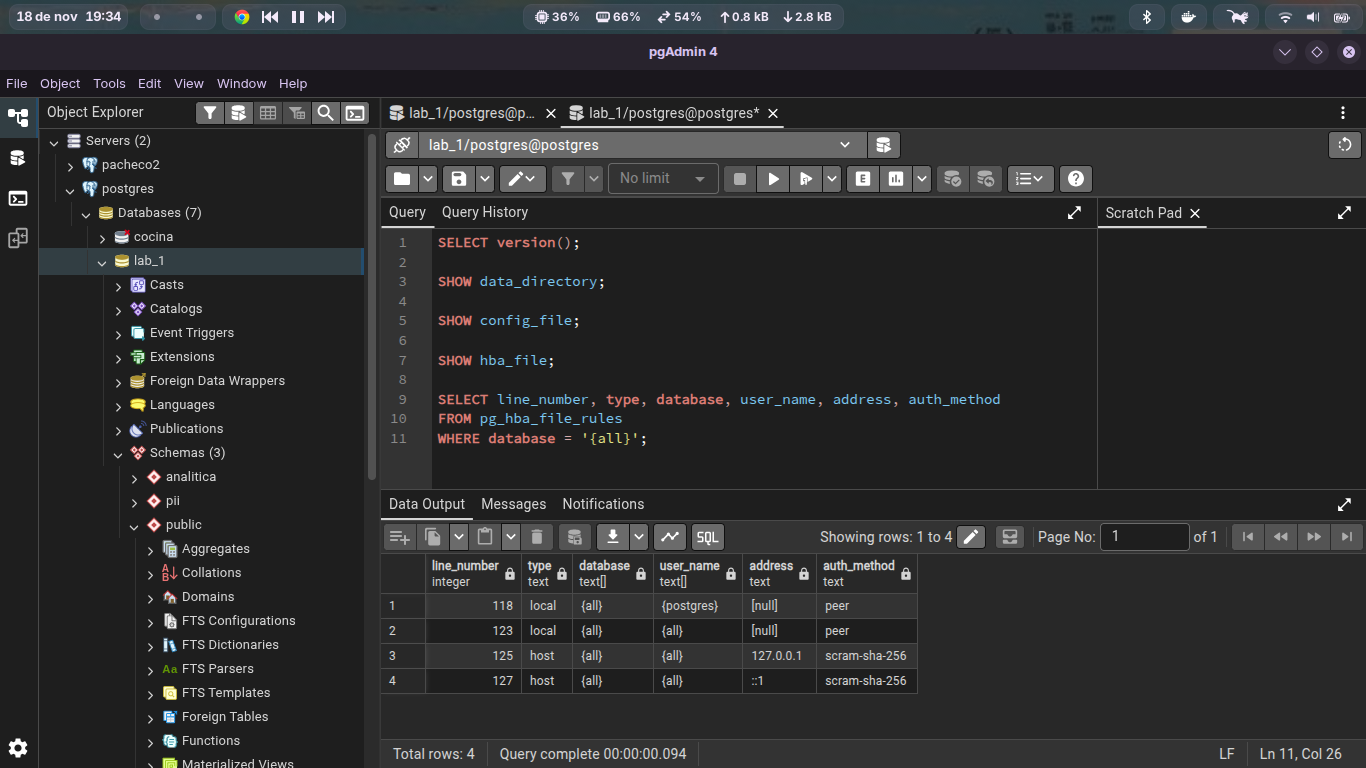 18 de nov 19:34
36% 66% 54% ↑0.8 kB ↓2.8 kB
pgAdmin 4
File Object Tools Edit View Window Help
Object Explorer
lab_1/postgres@p... lab_1/postgres@postgres*
lab_1/postgres@postgres
No limit
E
Servers (2)
pacheco2
postgres
Databases (7)
cocina
lab_1
Casts
Catalogs
Event Triggers
Extensions
Foreign Data Wrappers
Languages
Publications
Schemas (3)
analitica
pii
public
Aggregates
Collations
Domains
FTS Configurations
FTS Dictionaries
Aa FTS Parsers
FTS Templates
Foreign Tables
Functions
Materialized Views
Query Query History
Scratch Pad
1 SELECT version();
2
3 SHOW data_directory;
4
5 SHOW config_file;
6
7 SHOW hba_file;
8
9 SELECT line_number, type, database, user_name, address, auth_method
10 FROM pg_hba_file_rules
11 WHERE database = '{all}';
Data Output Messages Notifications
SQL
Showing rows: 1 to 4
Page No: 1 of 1
line_number type database user_name address auth_method
integer text text[] text[] text text
1 118 local {all} {postgres} [null] peer
2 123 local {all} {all} [null] peer
3 125 host {all} {all} 127.0.0.1 scram-sha-256
4 127 host {all} {all} ::1 scram-sha-256
Total rows: 4 Query complete 00:00:00.094
LF Ln 11, Col 26